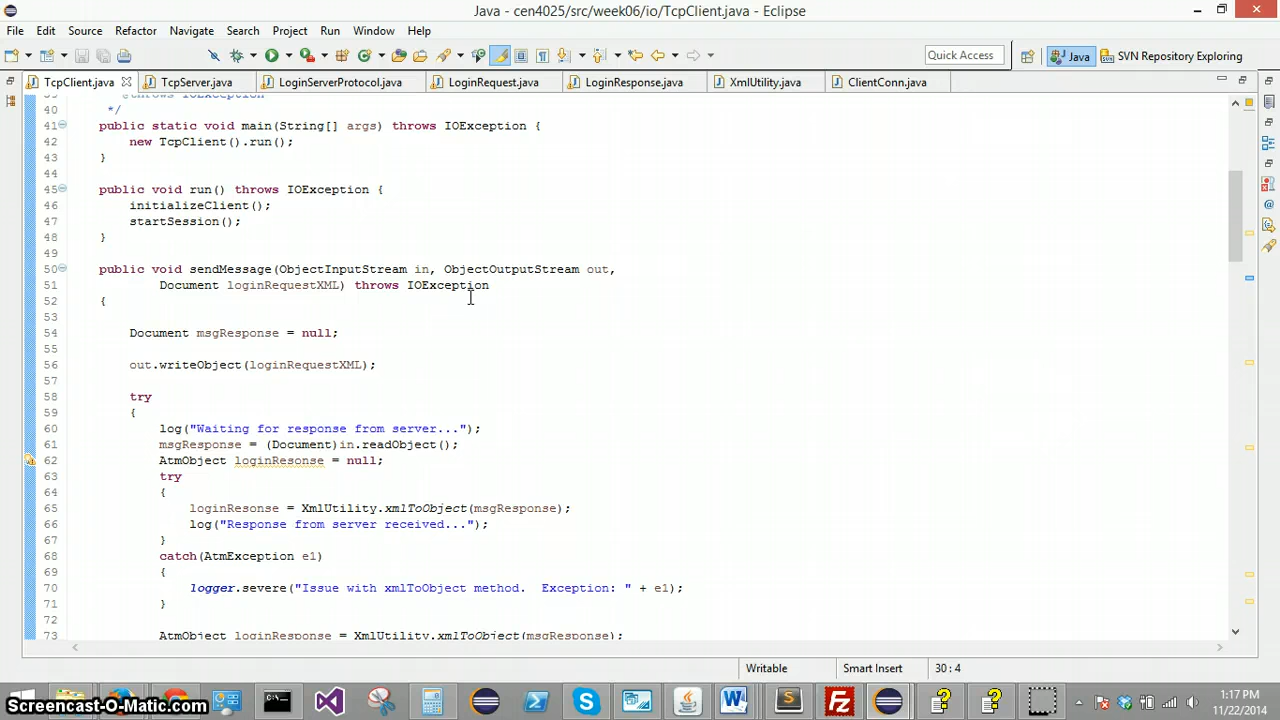 Java - cen4025/src/week06/io/TcpClient.java - Eclipse
File Edit Source Refactor Navigate Search Project Run Window Help
Quick Access Java SVN Repository Exploring
TcpClient.java TcpServer.java LoginServerProtocol.java LoginRequest.java LoginResponse.java XmlUtility.java ClientConn.java
39 @throws IOException
40 */
41 public static void main(String[] args) throws IOException {
42 new TcpClient().run();
43 }
44
45 public void run() throws IOException {
46 initializeClient();
47 startSession();
48 }
49
50 public void sendMessage(ObjectInputStream in, ObjectOutputStream out,
51 Document loginRequestXML) throws IOException
52 {
53
54 Document msgResponse = null;
55
56 out.writeObject(loginRequestXML);
57
58 try
59 {
60 log("Waiting for response from server...");
61 msgResponse = (Document)in.readObject();
62 AtmObject loginResonse = null;
63 try
64 {
65 loginResonse = XmlUtility.xmlToObject(msgResponse);
66 log("Response from server received...");
67 }
68 catch(AtmException e1)
69 {
70 logger.severe("Issue with xmlToObject method.  Exception: " + e1);
71 }
72
73 AtmObject loginResponse = XmlUtility.xmlToObject(msgResponse);
Writable Smart Insert 30 : 4
Screencast-O-Matic.com
1:17 PM
11/22/2014